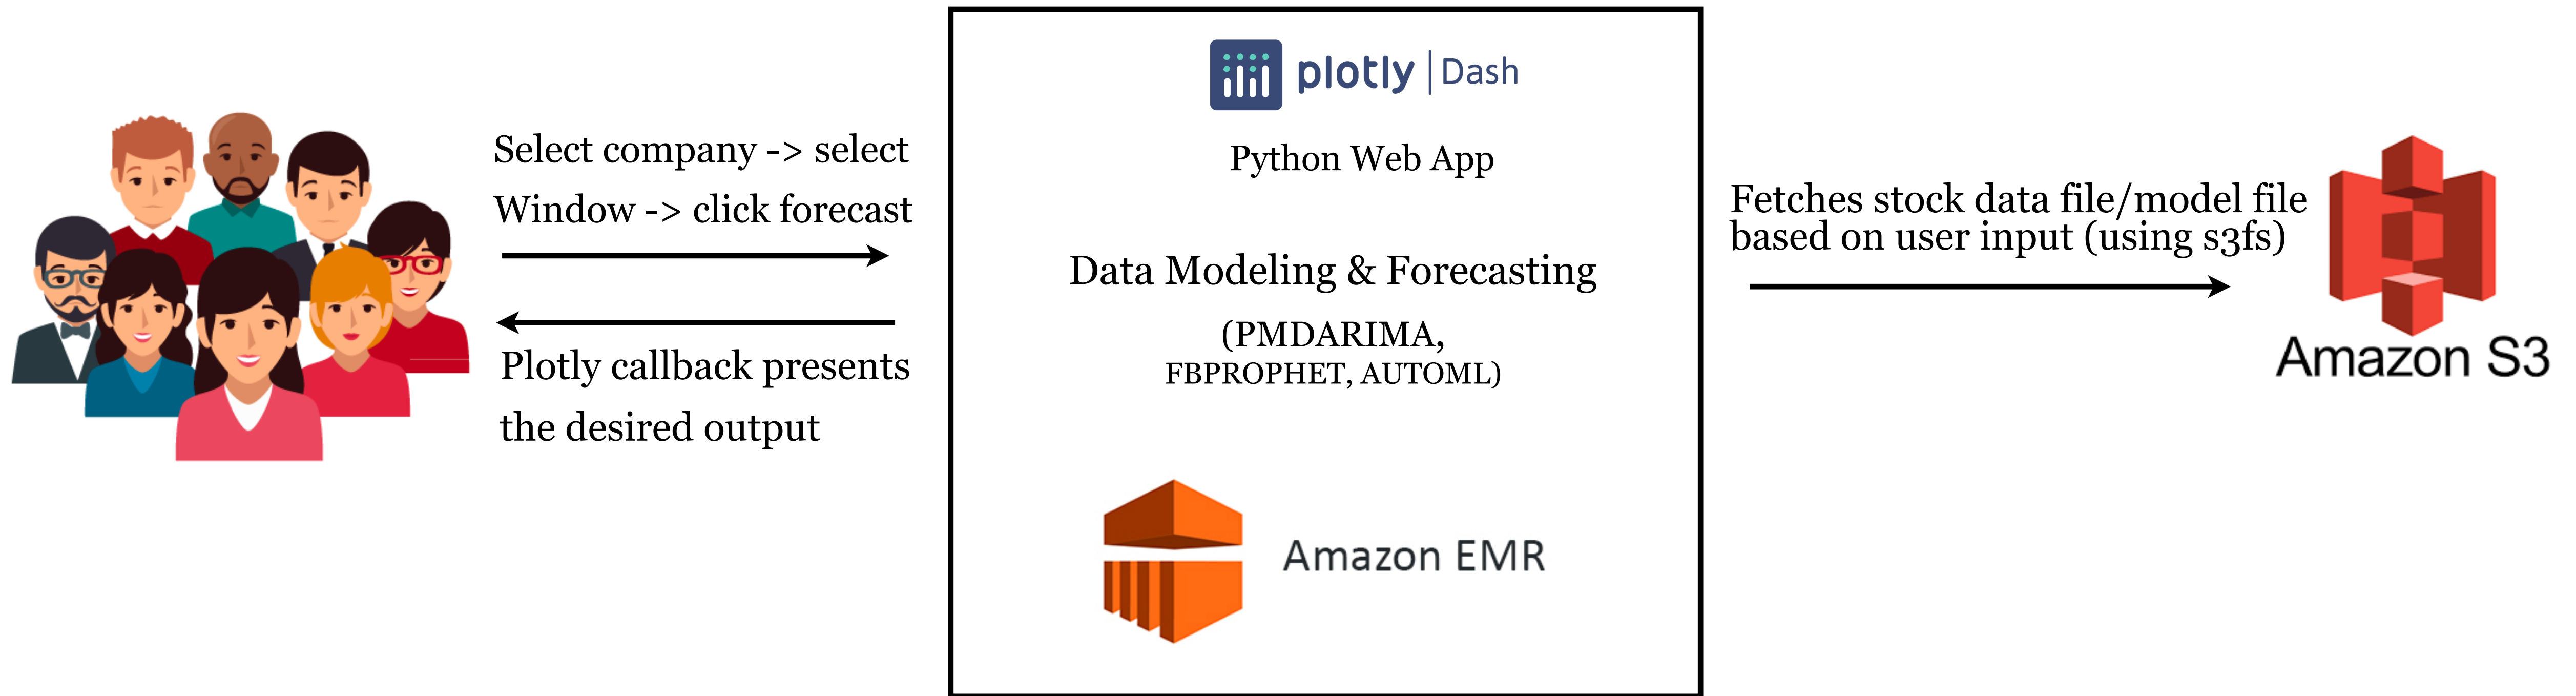 Select company -> select
Window -> click forecast
Plotly callback presents
the desired output
plotly | Dash
Python Web App
Data Modeling & Forecasting
(PMDARIMA,
FBPROPHET, AUTOML)
Amazon EMR
Fetches stock data file/model file
based on user input (using s3fs)
Amazon S3